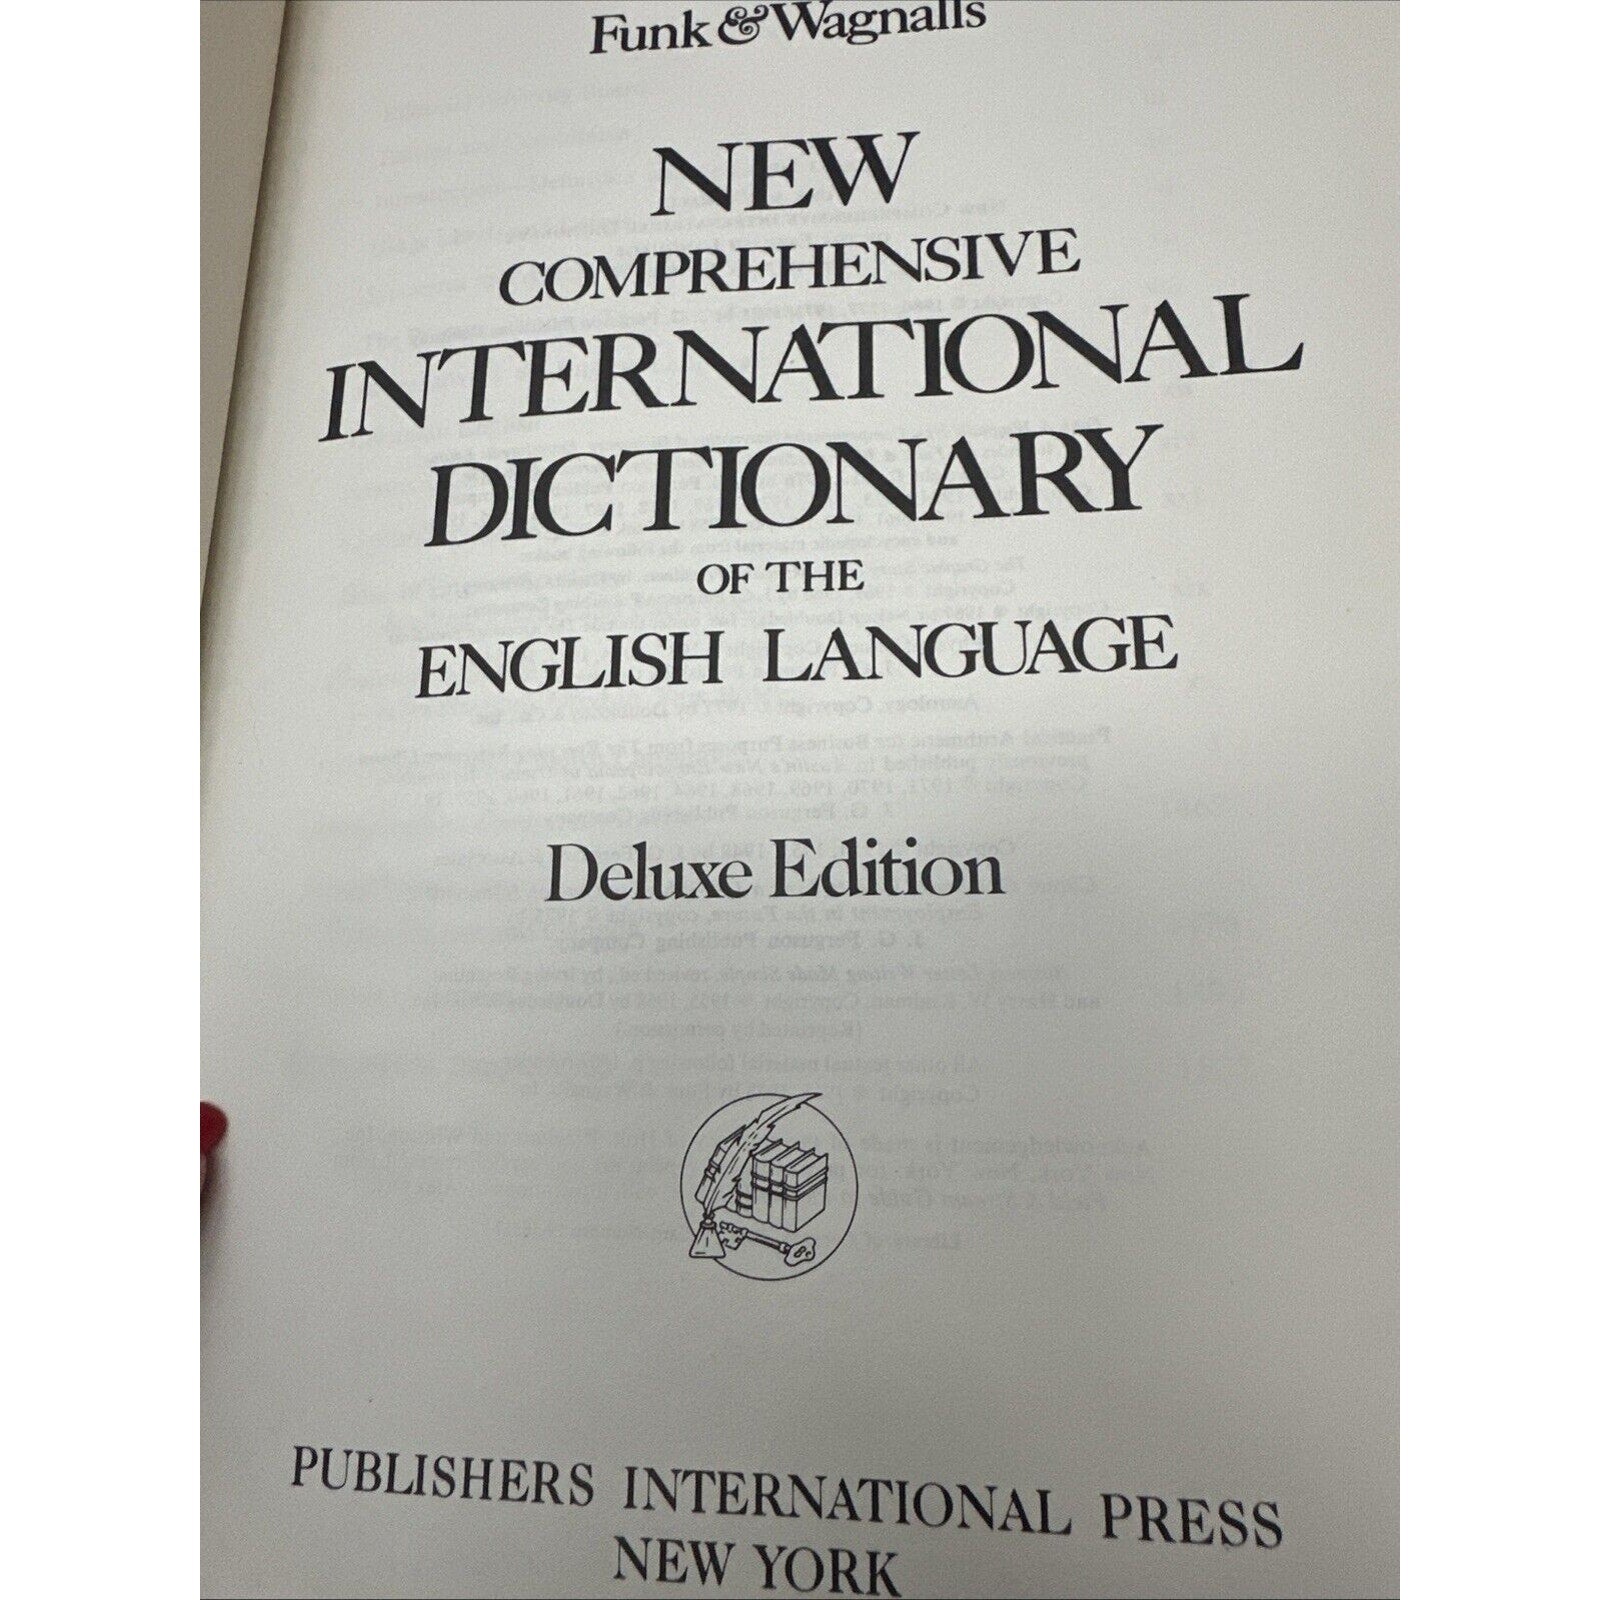 Funk & Wagnalls
NEW
COMPREHENSIVE
INTERNATIONAL
DICTIONARY
OF THE
ENGLISH LANGUAGE
Deluxe Edition
PUBLISHERS INTERNATIONAL PRESS
NEW YORK